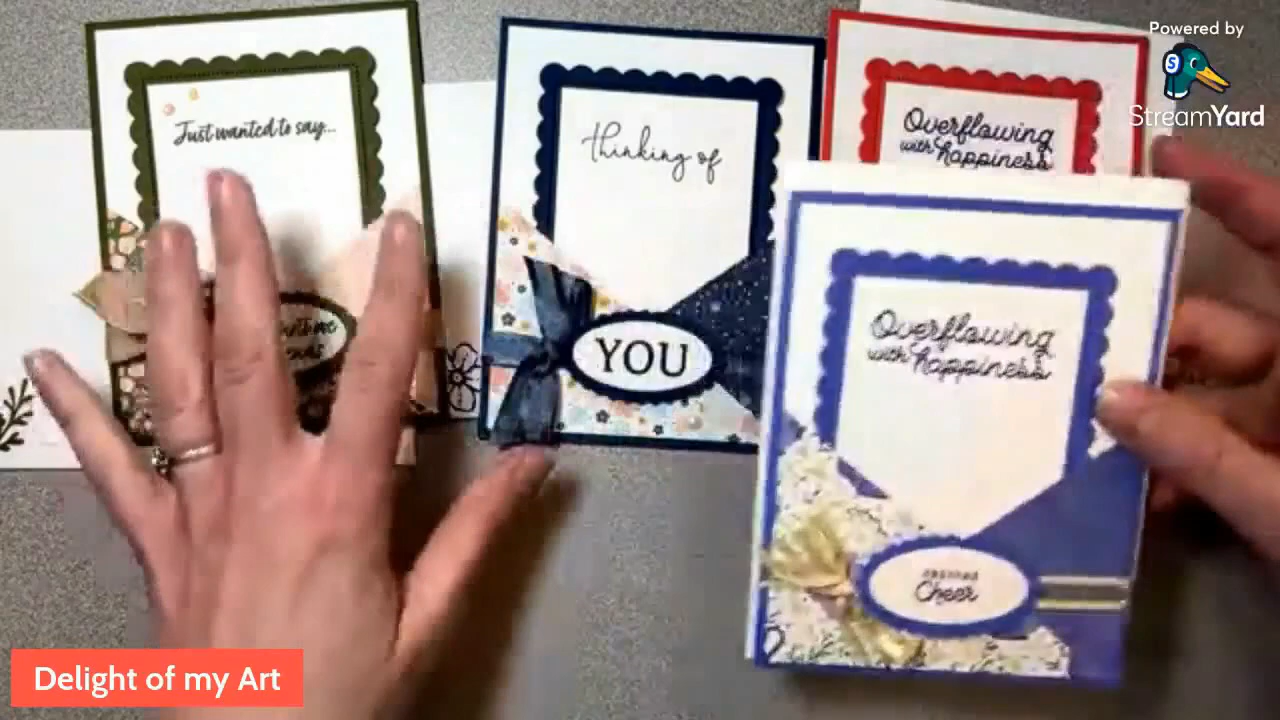 Powered by
StreamYard
Just wanted to say...
thinking of
YOU
Overflowing
with happiness
Overflowing
with happiness
Cheer
Delight of my Art